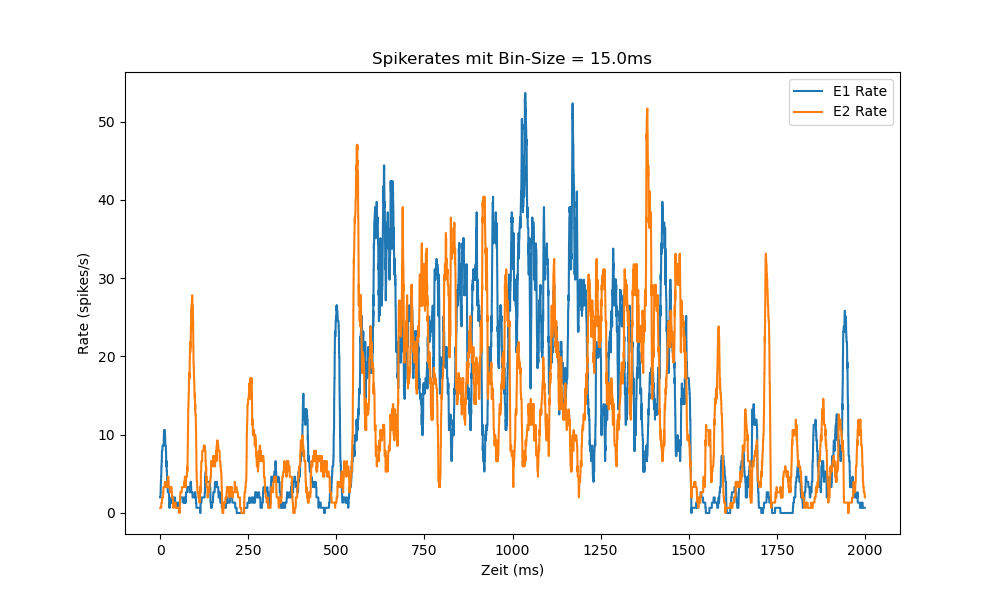 Spikerates mit Bin-Size = 15.0ms
E1 Rate
E2 Rate
50
40
30
20
10
0
Rate (spikes/s)
0 250 500 750 1000 1250 1500 1750 2000
Zeit (ms)